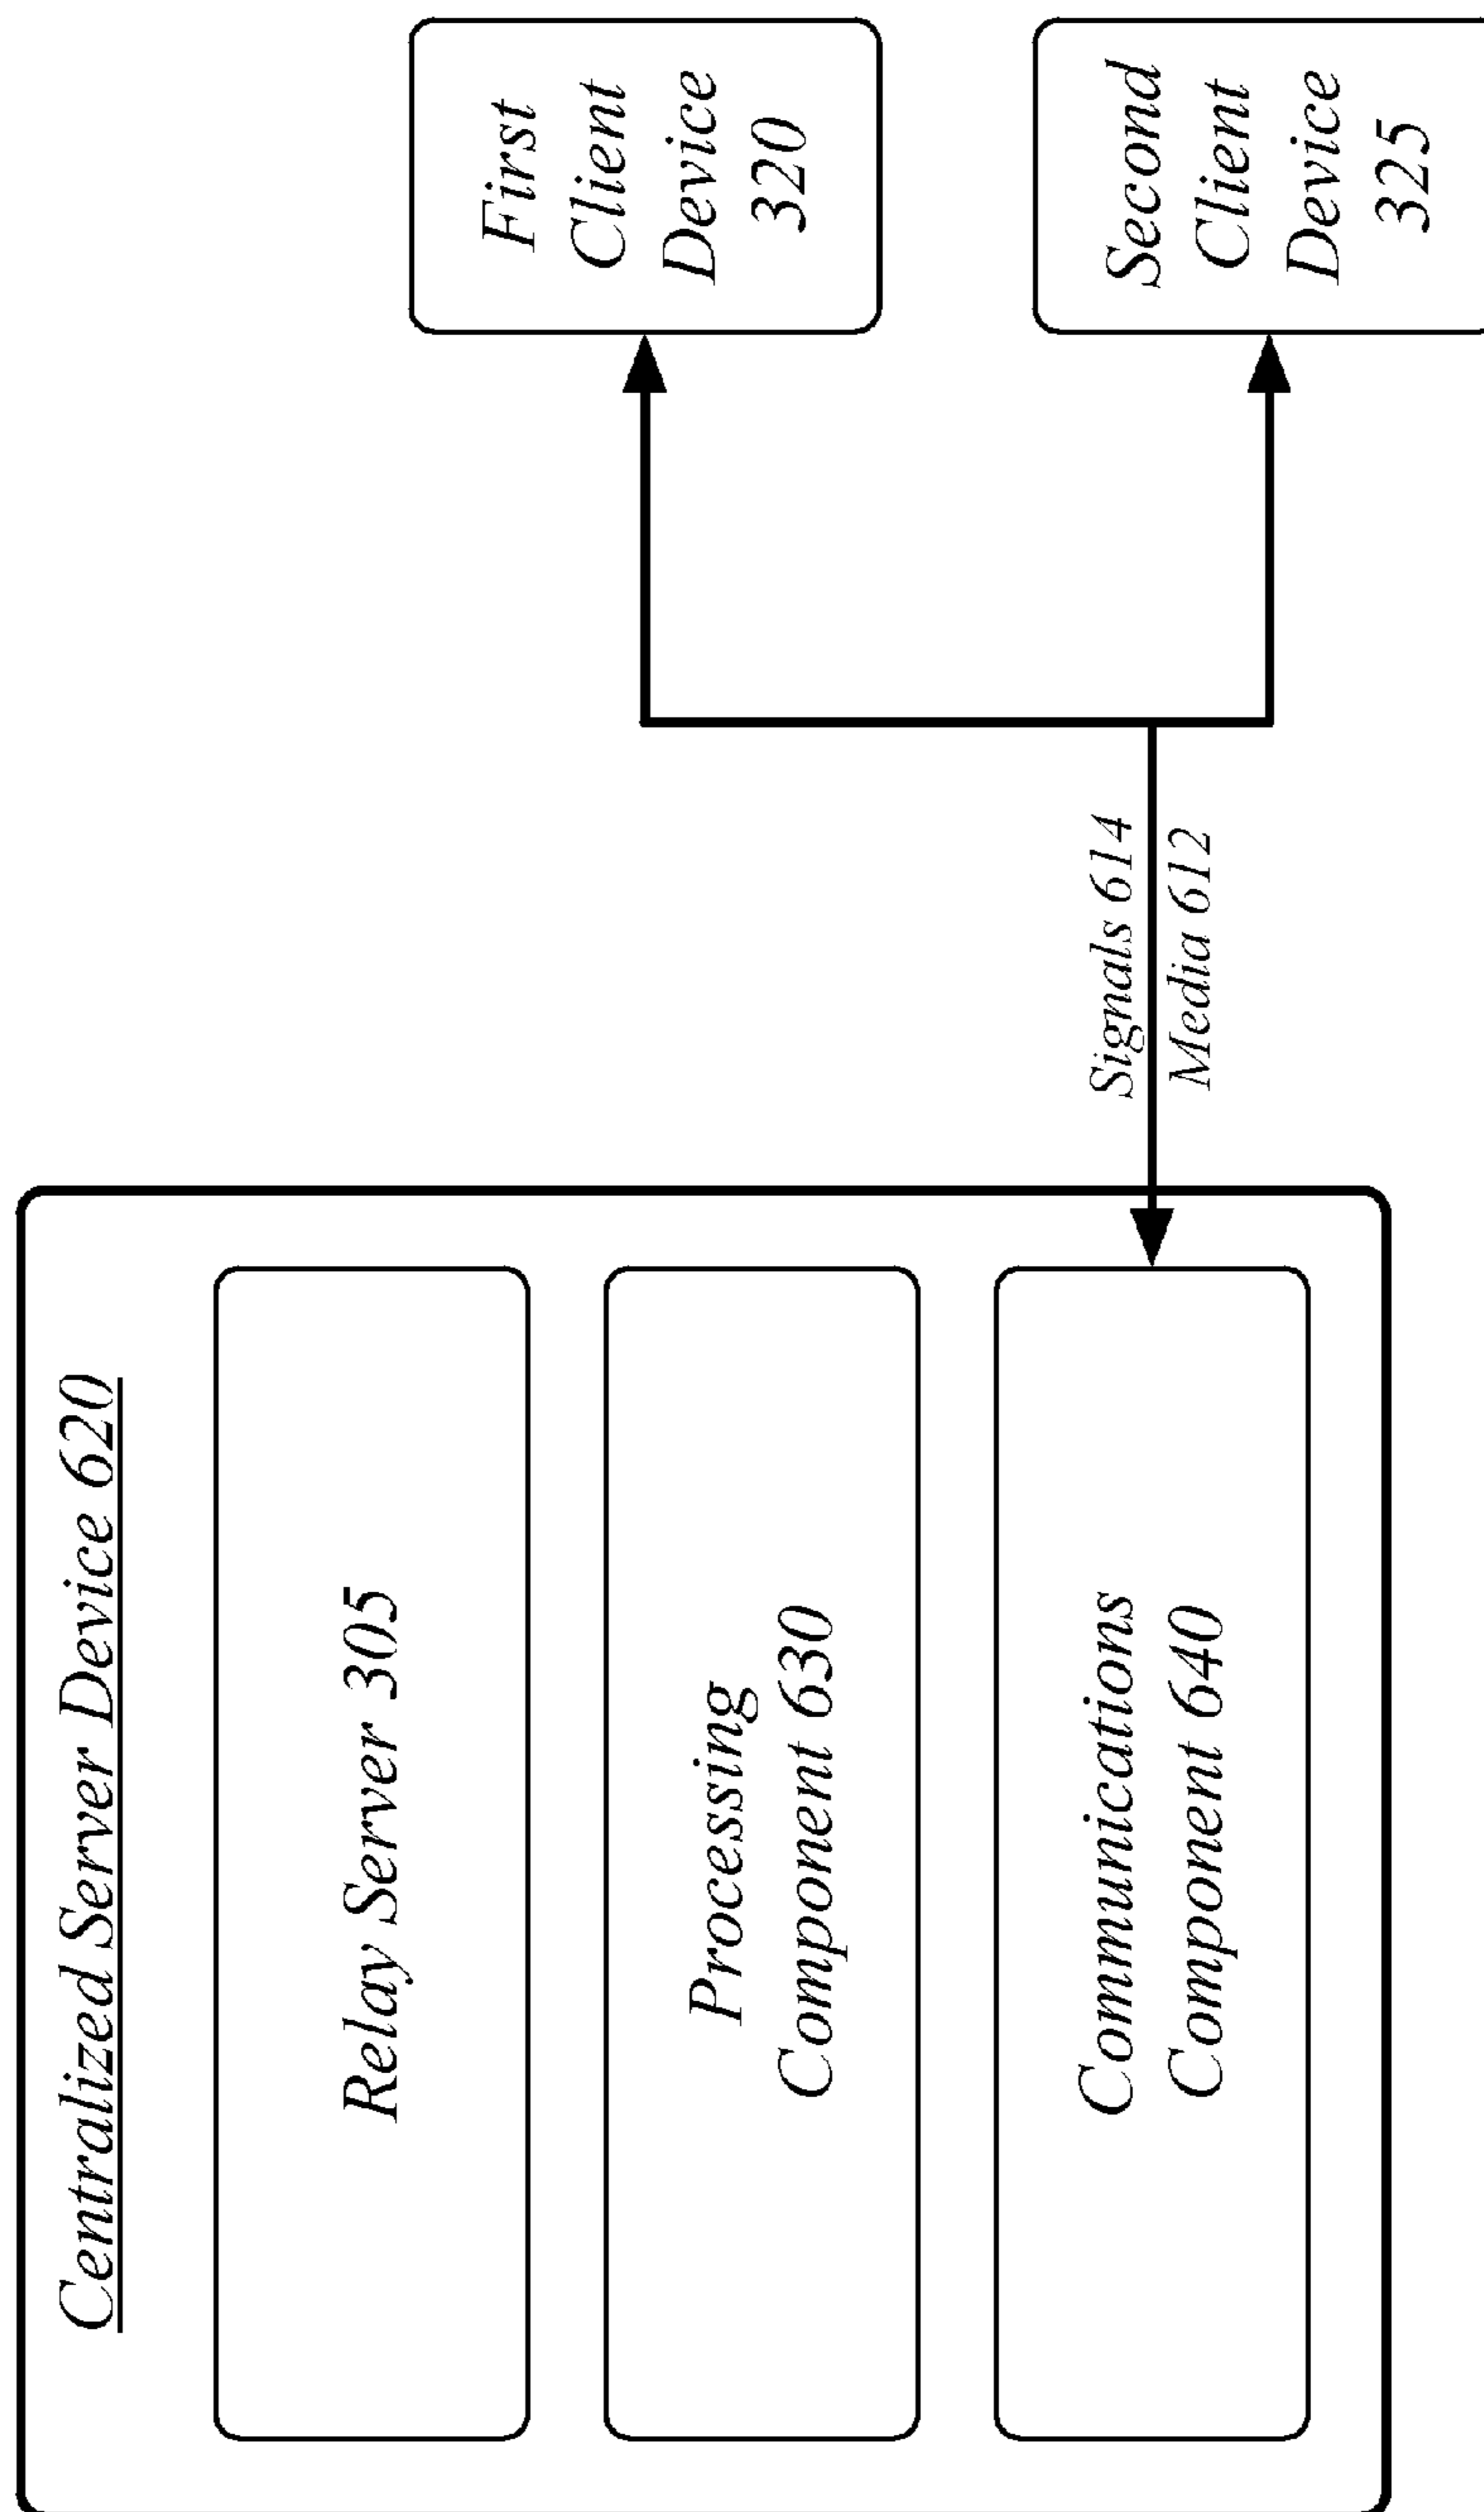 Centralized Server Device 620
Relay Server 305
Processing
Component 630
Communications
Component 640
Signals 614
Media 612
First
Client
Device
320
Second
Client
Device
325